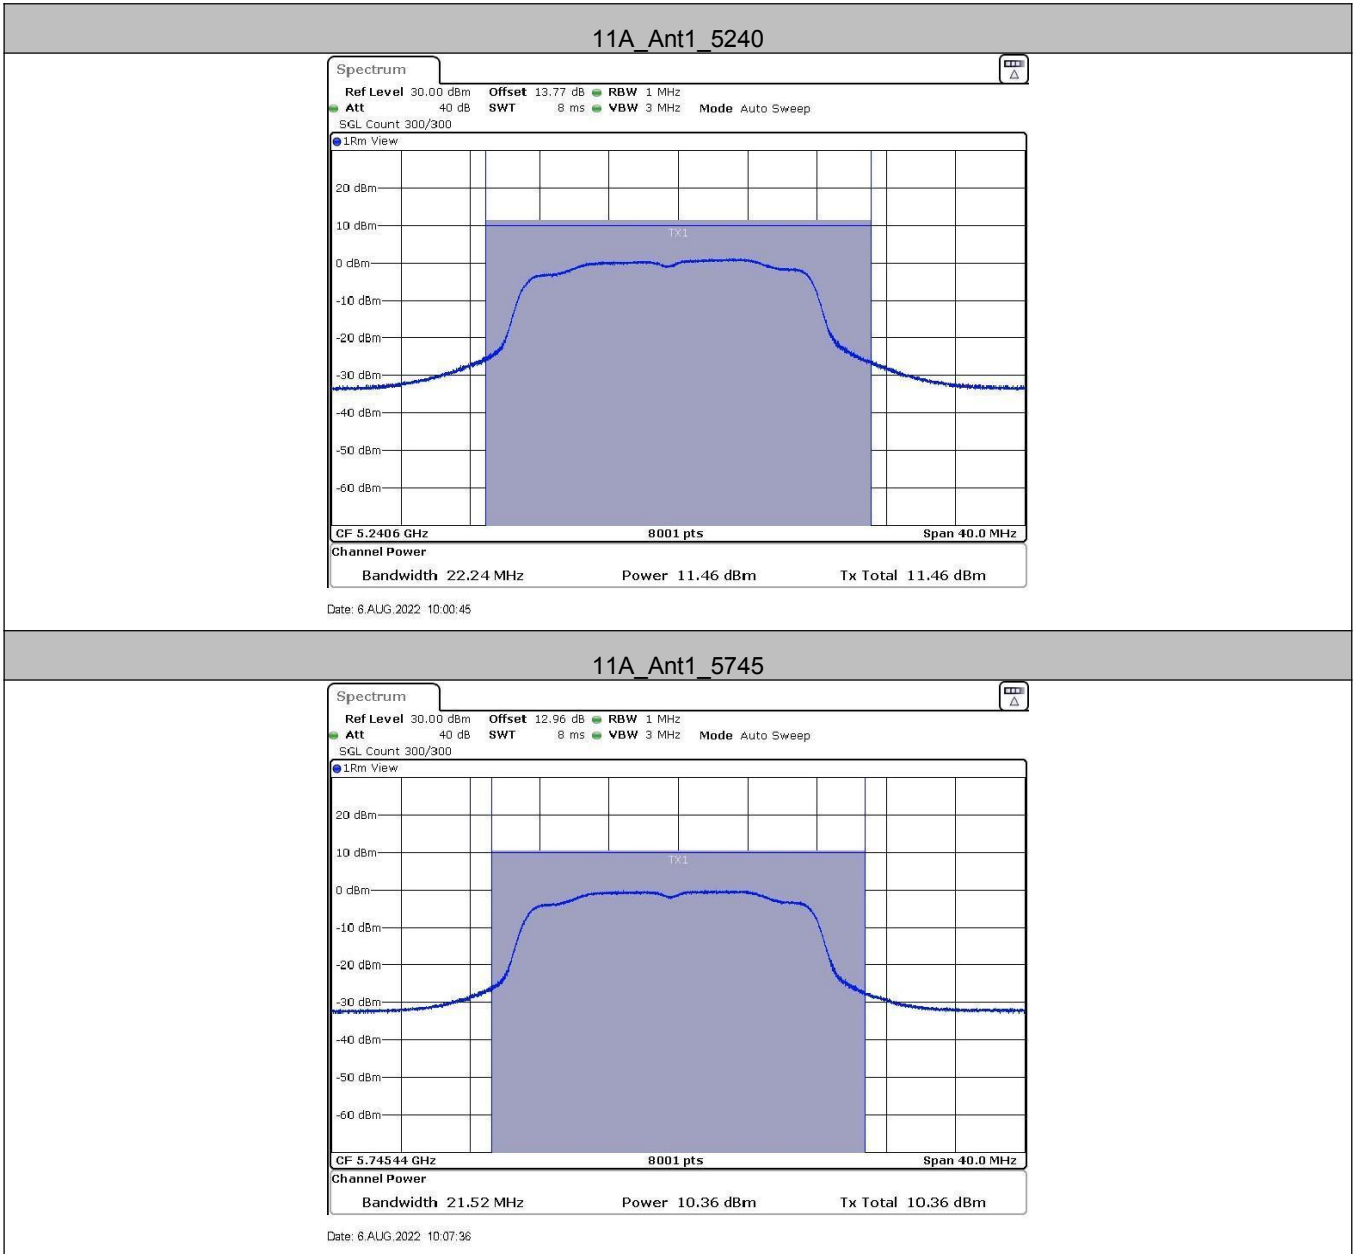 11A_Ant1_5240
Spectrum
Ref Level 30.00 dBm Offset 13.77 dB RBW 1 MHz
Att 40 dB SWT 8 ms VBW 3 MHz Mode Auto Sweep
SGL Count 300/300
1Rm View
20 dBm
10 dBm
TX1
0 dBm
-10 dBm
-20 dBm
-30 dBm
-40 dBm
-50 dBm
-60 dBm
CF 5.2406 GHz 8001 pts Span 40.0 MHz
Channel Power
Bandwidth 22.24 MHz Power 11.46 dBm Tx Total 11.46 dBm
Date: 6.AUG.2022 10:00:45
11A_Ant1_5745
Spectrum
Ref Level 30.00 dBm Offset 12.96 dB RBW 1 MHz
Att 40 dB SWT 8 ms VBW 3 MHz Mode Auto Sweep
SGL Count 300/300
1Rm View
20 dBm
10 dBm
TX1
0 dBm
-10 dBm
-20 dBm
-30 dBm
-40 dBm
-50 dBm
-60 dBm
CF 5.74544 GHz 8001 pts Span 40.0 MHz
Channel Power
Bandwidth 21.52 MHz Power 10.36 dBm Tx Total 10.36 dBm
Date: 6.AUG.2022 10:07:36